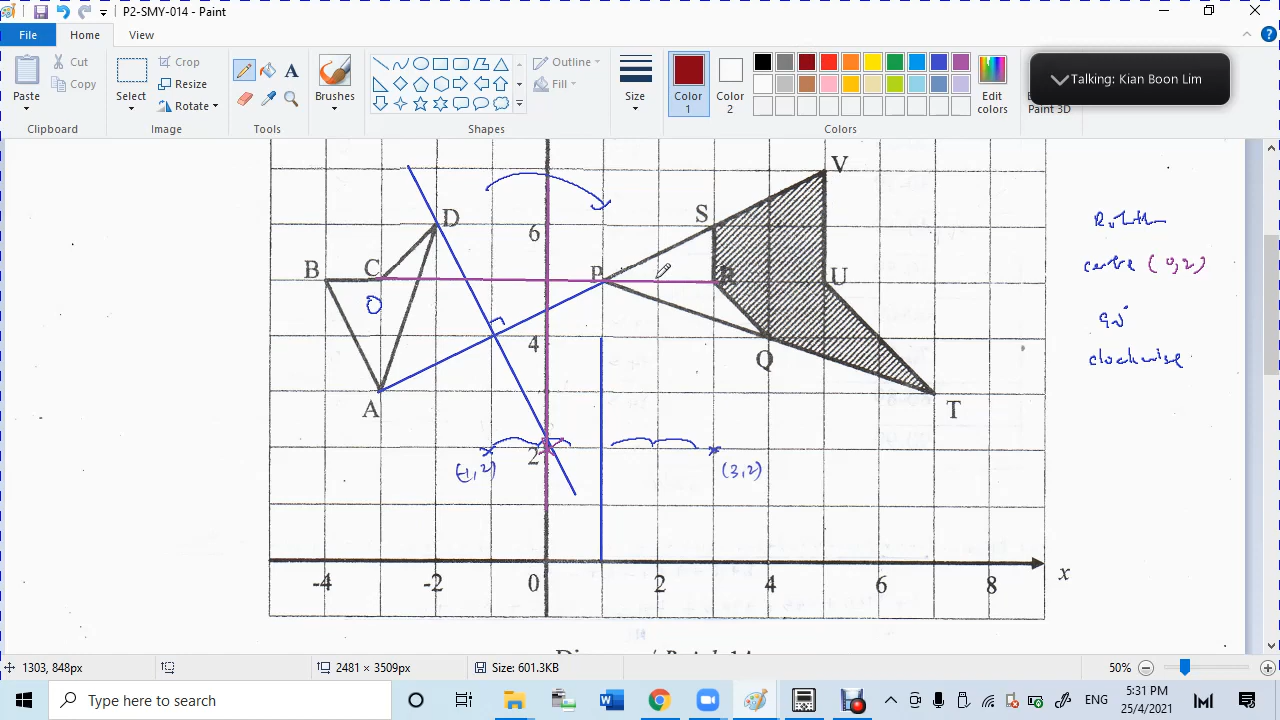 P2-SMY-014 - Paint
File
Home
View
Paste
Cut
Copy
Clipboard
Select
Resize
Rotate
Image
A
Tools
Brushes
Outline
Fill
Shapes
Size
Color 1
Color 2
Edit colors
Paint 3D
Colors
Talking: Kian Boon Lim
V
S
D
6
B
C
P
R
U
O
4
Q
A
T
2
(-1,2)
(3,2)
-4
-2
0
2
4
6
8
x
centre (0,2)
90°
clockwise
1303, 848px
2481 × 3509px
Size: 601.3KB
50%
Type here to search
ENG
5:31 PM
25/4/2021